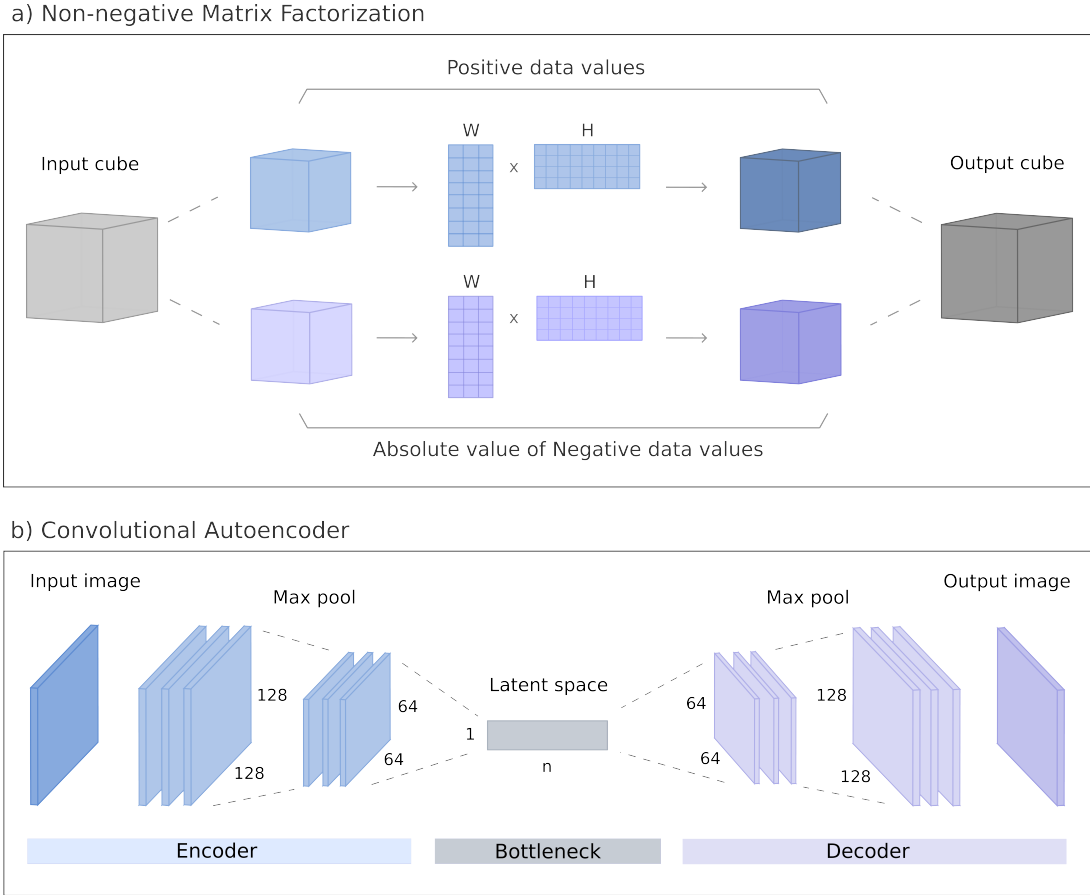 a) Non-negative Matrix Factorization
Positive data values
W
H
Input cube
x
Output cube
W
H
x
Absolute value of Negative data values
b) Convolutional Autoencoder
Input image
Output image
Max pool
Max pool
Latent space
128
64
1
64
128
n
128
64
64
128
Encoder
Bottleneck
Decoder